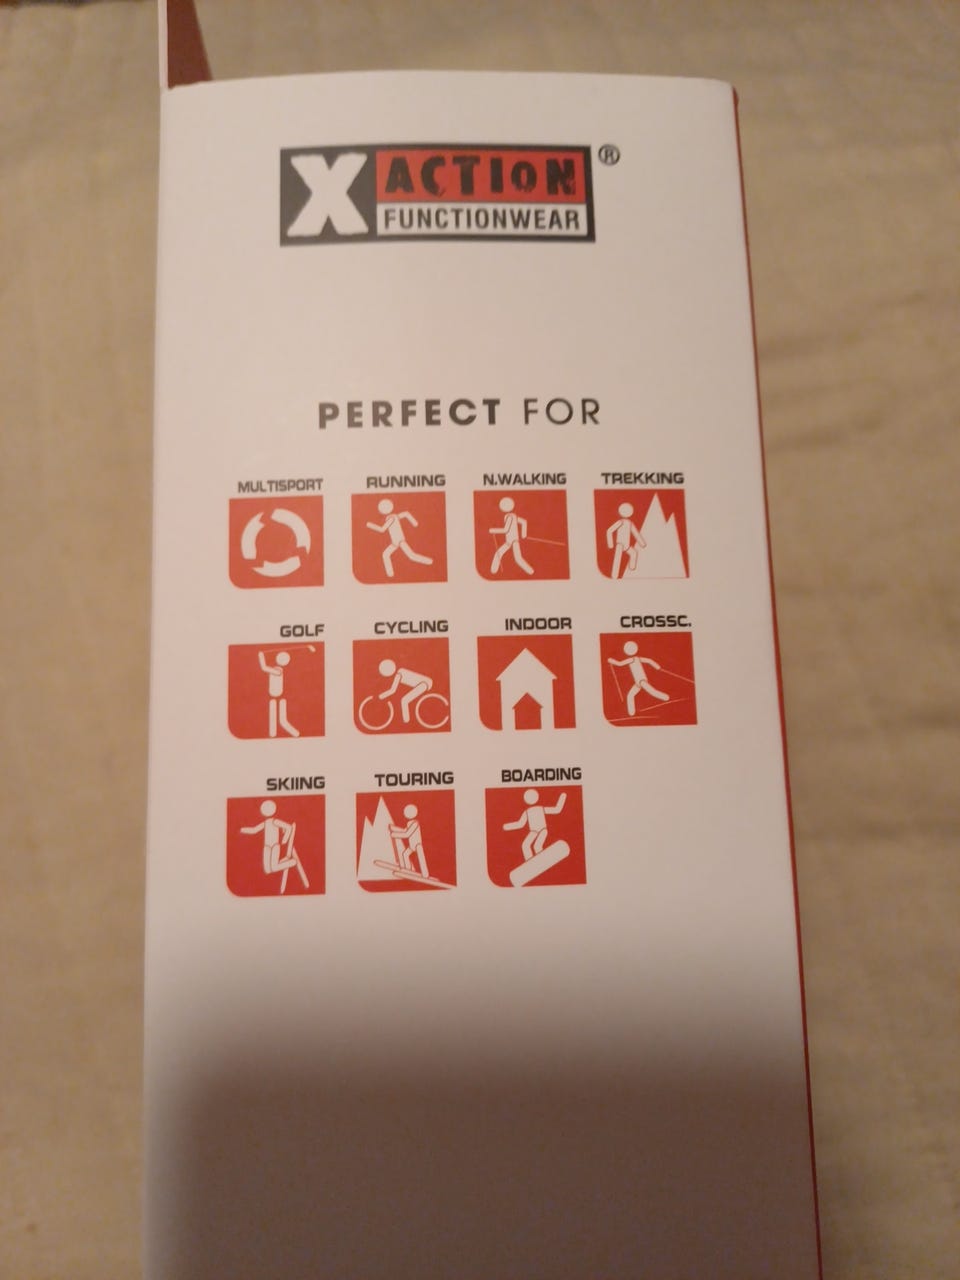 X ACTION ®
FUNCTIONWEAR
PERFECT FOR
MULTISPORT RUNNING N.WALKING TREKKING
GOLF CYCLING INDOOR CROSSC.
SKIING TOURING BOARDING